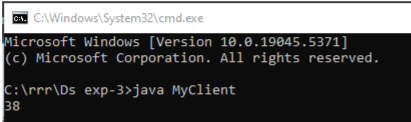 C:\Windows\System32\cmd.exe
Microsoft Windows [Version 10.0.19045.5371]
(c) Microsoft Corporation. All rights reserved.
C:\rrr\Ds exp-3>java MyClient
38